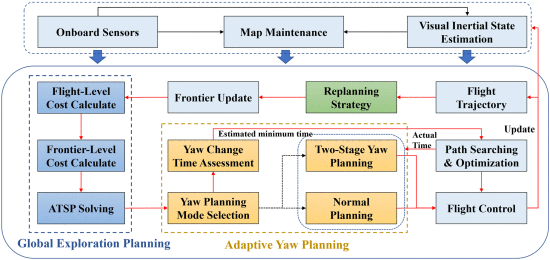 Onboard Sensors
Map Maintenance
Visual Inertial State
Estimation
Flight-Level
Cost Calculate
Frontier Update
Replanning
Strategy
Flight
Trajectory
Update
Estimated minimum time
Actual
Time
Frontier-Level
Cost Calculate
Yaw Change
Time Assessment
Two-Stage Yaw
Planning
Path Searching
& Optimization
ATSP Solving
Yaw Planning
Mode Selection
Normal
Planning
Flight Control
Global Exploration Planning
Adaptive Yaw Planning